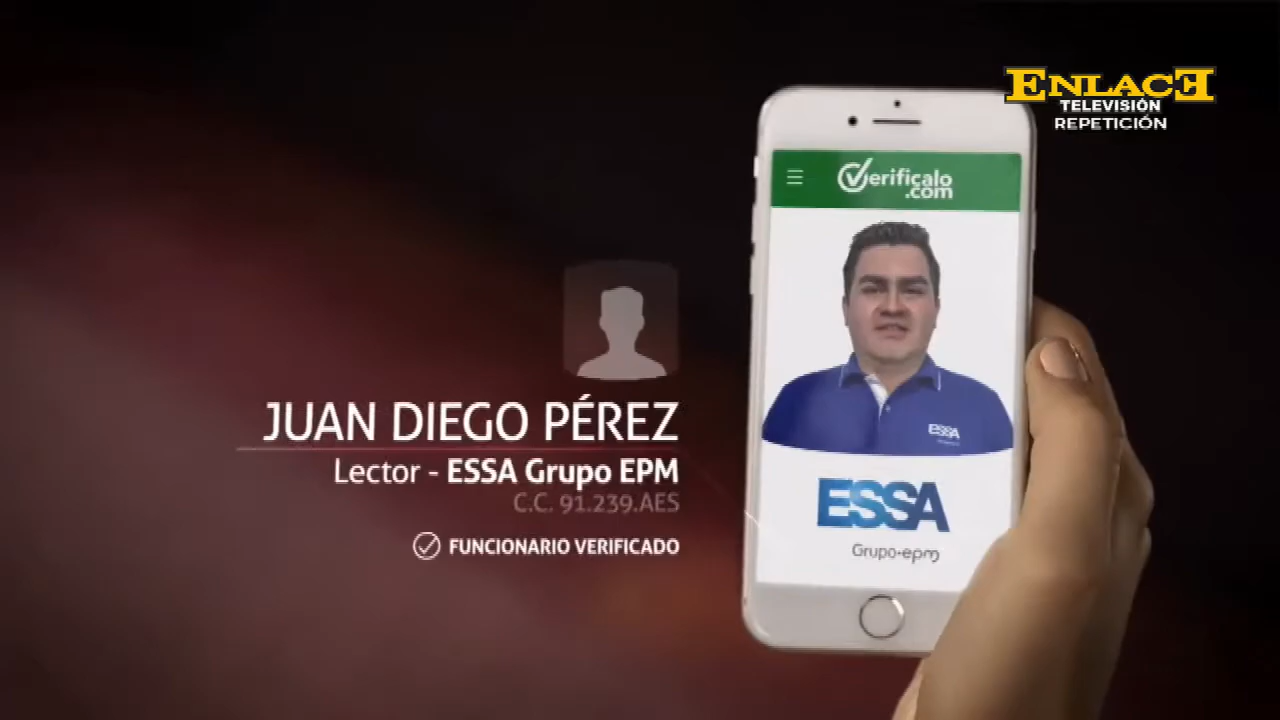 ENLACE
TELEVISIÓN
REPETICIÓN
Verificalo
.com
JUAN DIEGO PÉREZ
Lector - ESSA Grupo EPM
C.C. 91.239.AES
FUNCIONARIO VERIFICADO
ESSA
ESSA
Grupo·epm